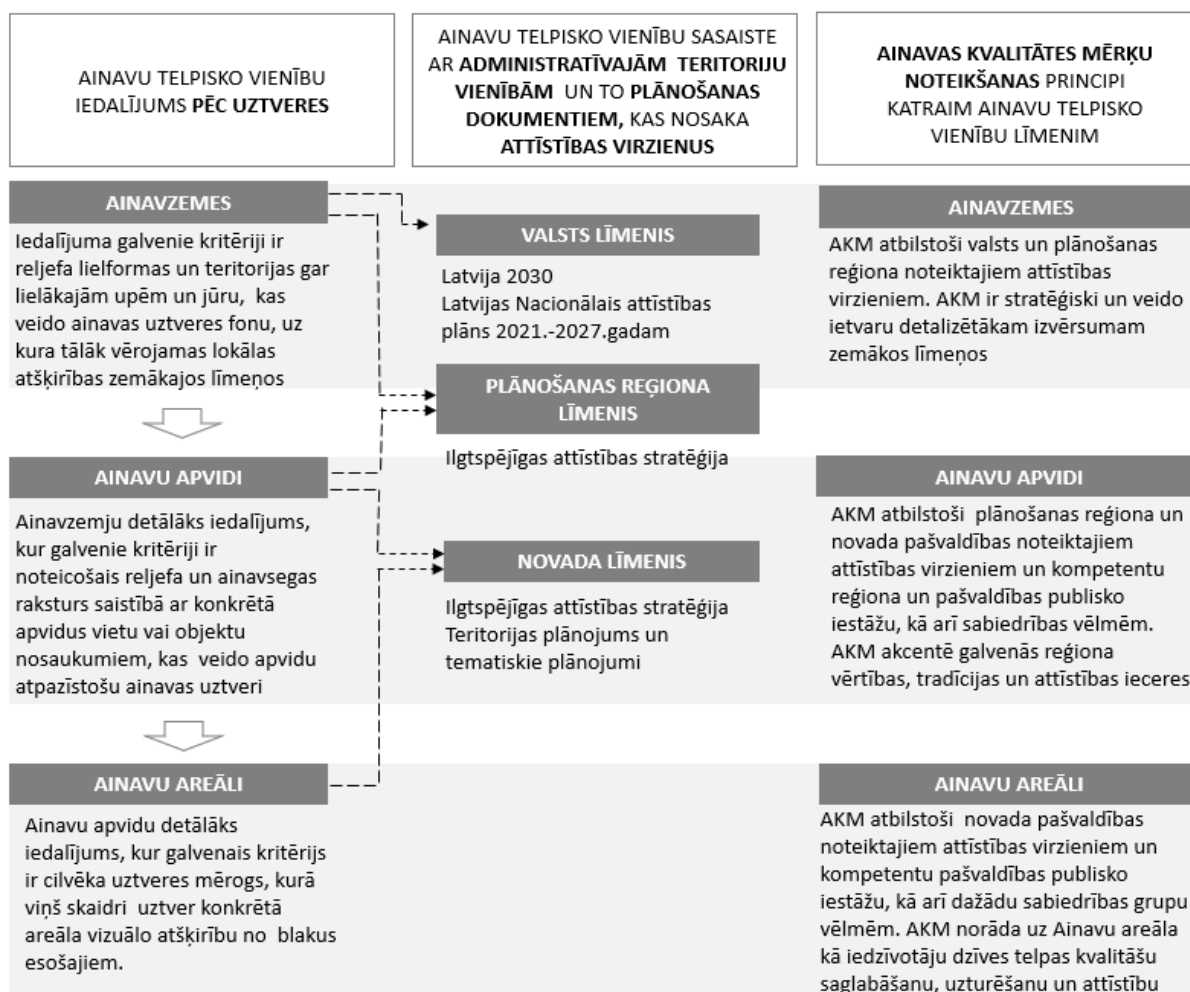 AINAVU TELPISKO VIENĪBU
IEDALĪJUMS PĒC UZTVERES
AINAVU TELPISKO VIENĪBU SASAISTE
AR ADMINISTRATĪVAJĀM TERITORIJU
VIENĪBĀM UN TO PLĀNOŠANAS
DOKUMENTIEM, KAS NOSAKA
ATTĪSTĪBAS VIRZIENUS
AINAVAS KVALITĀTES MĒRĶU
NOTEIKŠANAS PRINCIPI
KATRAIM AINAVU TELPISKO
VIENĪBU LĪMENIM
AINAVZEMES
Iedalījuma galvenie kritēriji ir
reljefa lielformas un teritorijas gar
lielākajām upēm un jūru, kas
veido ainavas uztveres fonu, uz
kura tālāk vērojamas lokālas
atšķirības zemākajos līmeņos
VALSTS LĪMENIS
Latvija 2030
Latvijas Nacionālais attīstības
plāns 2021.-2027.gadam
AINAVZEMES
AKM atbilstoši valsts un plānošanas
reģiona noteiktajiem attīstības
virzieniem. AKM ir stratēģiski un veido
ietvaru detalizētākam izvērsumam
zemākos līmeņos
PLĀNOŠANAS REĢIONA
LĪMENIS
Ilgtspējīgas attīstības stratēģija
AINAVU APVIDI
Ainavzemju detālāks iedalījums,
kur galvenie kritēriji ir
noteicošais reljefa un ainavsegas
raksturs saistībā ar konkrētā
apvidus vietu vai objektu
nosaukumiem, kas veido apvidu
atpazīstošu ainavas uztveri
NOVADA LĪMENIS
Ilgtspējīgas attīstības stratēģija
Teritorijas plānojums un
tematiskie plānojumi
AINAVU APVIDI
AKM atbilstoši plānošanas reģiona un
novada pašvaldības noteiktajiem
attīstības virzieniem un kompetentu
reģiona un pašvaldības publisko
iestāžu, kā arī sabiedrības vēlmēm.
AKM akcentē galvenās reģiona
vērtības, tradīcijas un attīstības ieceres
AINAVU AREĀLI
Ainavu apvidu detālāks
iedalījums, kur galvenais kritērijs
ir cilvēka uztveres mērogs, kurā
viņš skaidri uztver konkrētā
areāla vizuālo atšķirību no blakus
esošajiem.
AINAVU AREĀLI
AKM atbilstoši novada pašvaldības
noteiktajiem attīstības virzieniem un
kompetentu pašvaldības publisko
iestāžu, kā arī dažādu sabiedrības grupu
vēlmēm. AKM norāda uz Ainavu areāla
kā iedzīvotāju dzīves telpas kvalitāšu
saglabāšanu, uzturēšanu un attīstību